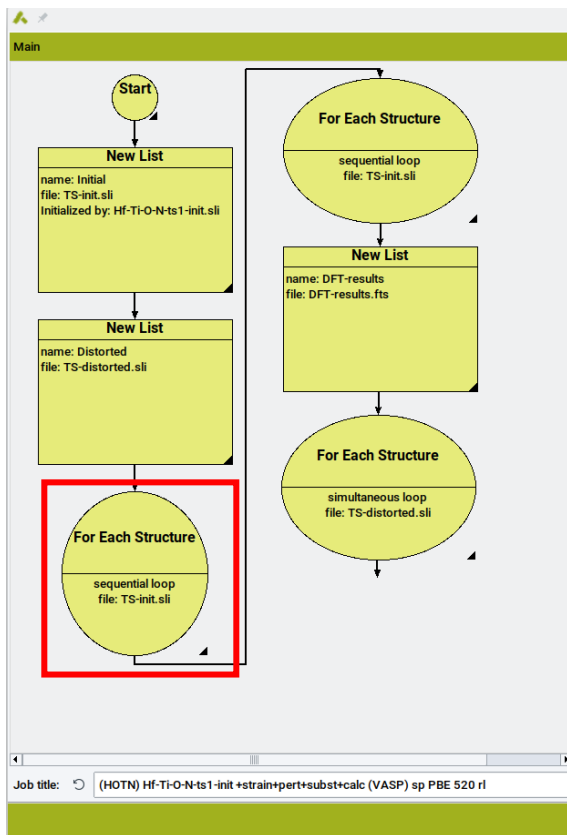 Main
Start
New List
name: Initial
file: TS-init.sli
Initialized by: Hf-Ti-O-N-ts1-init.sli
New List
name: Distorted
file: TS-distorted.sli
For Each Structure
sequential loop
file: TS-init.sli
For Each Structure
sequential loop
file: TS-init.sli
New List
name: DFT-results
file: DFT-results.fts
For Each Structure
simultaneous loop
file: TS-distorted.sli
Job title: (HOTN) Hf-Ti-O-N-ts1-init +strain+pert+subst+calc (VASP) sp PBE 520 rl